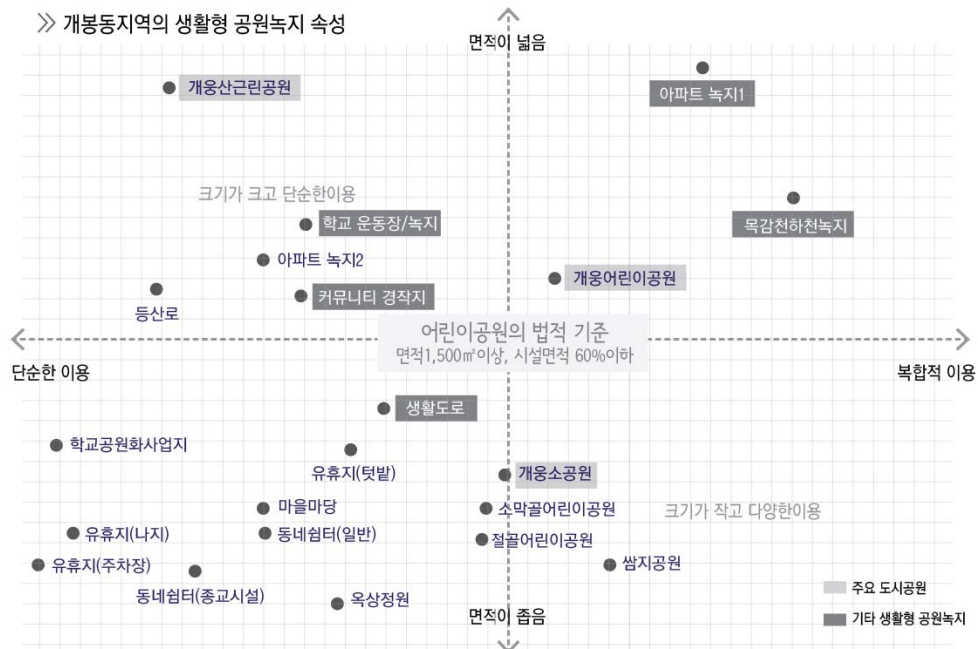 ≫ 개봉동지역의 생활형 공원녹지 속성
면적이 넓음
개웅산근린공원
아파트 녹지1
크기가 크고 단순한이용
학교 운동장/녹지
목감천하천녹지
아파트 녹지2
개웅어린이공원
커뮤니티 경작지
등산로
어린이공원의 법적 기준
면적1,500㎡이상, 시설면적 60%이하
단순한 이용
복합적 이용
생활도로
학교공원화사업지
유휴지(텃밭)
개웅소공원
마을마당
소막골어린이공원
크기가 작고 다양한이용
유휴지(나지)
동네쉼터(일반)
절골어린이공원
유휴지(주차장)
쌈지공원
동네쉼터(종교시설)
옥상정원
면적이 좁음
주요 도시공원
기타 생활형 공원녹지